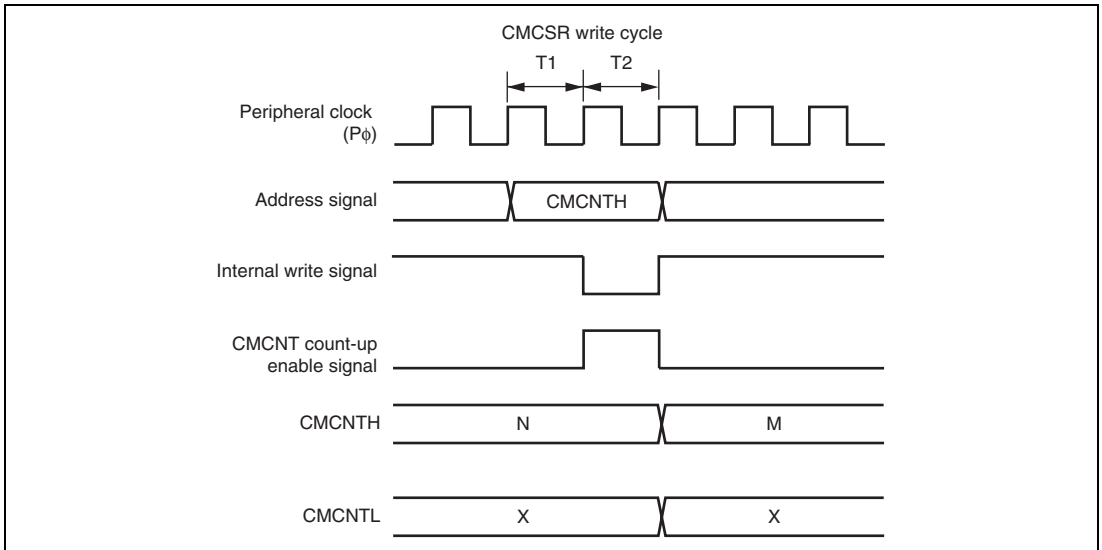 CMCSR write cycle
T1 T2
Peripheral clock
(Pϕ)
Address signal CMCNTH
Internal write signal
CMCNT count-up
enable signal
CMCNTH N M
CMCNTL X X